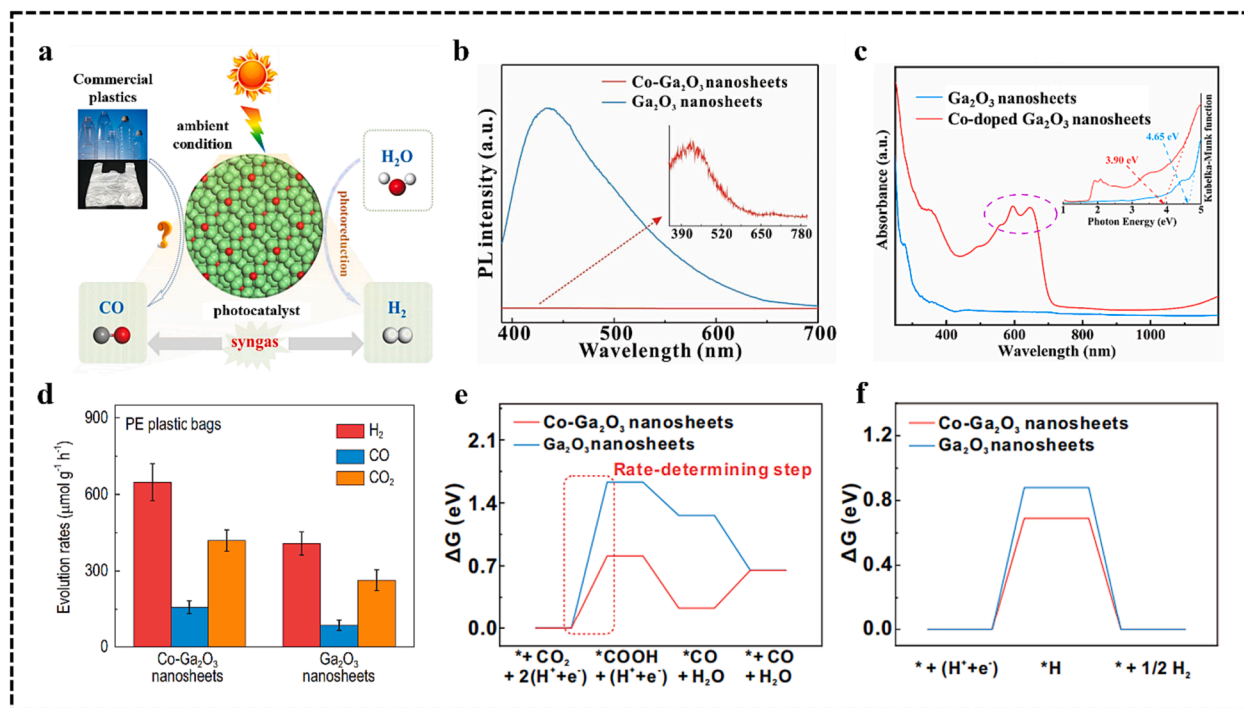 a
Commercial
plastics
ambient
condition
H₂O
photoreduction
?
CO
photocatalyst
H₂
syngas
b
Co-Ga₂O₃ nanosheets
Ga₂O₃ nanosheets
PL intensity (a.u.)
390 520 650 780
400 500 600 700
Wavelength (nm)
c
Ga₂O₃ nanosheets
Co-doped Ga₂O₃ nanosheets
Absorbance (a.u.)
4.65 eV
3.90 eV
Kubelka-Munk function
1 2 3 4 5
Photon Energy (eV)
400 600 800 1000
Wavelength (nm)
d
PE plastic bags
H₂
CO
CO₂
Evolution rates (μmol g⁻¹ h⁻¹)
900
600
300
0
Co-Ga₂O₃
nanosheets
Ga₂O₃
nanosheets
e
Co-Ga₂O₃ nanosheets
Ga₂O₃ nanosheets
Rate-determining step
ΔG (eV)
2.1
1.4
0.7
0.0
*+ CO₂ *COOH *CO *+ CO
+ 2(H⁺+e⁻) + (H⁺+e⁻) + H₂O + H₂O
f
Co-Ga₂O₃ nanosheets
Ga₂O₃ nanosheets
ΔG (eV)
1.2
0.8
0.4
0.0
* + (H⁺+e⁻) *H * + 1/2 H₂